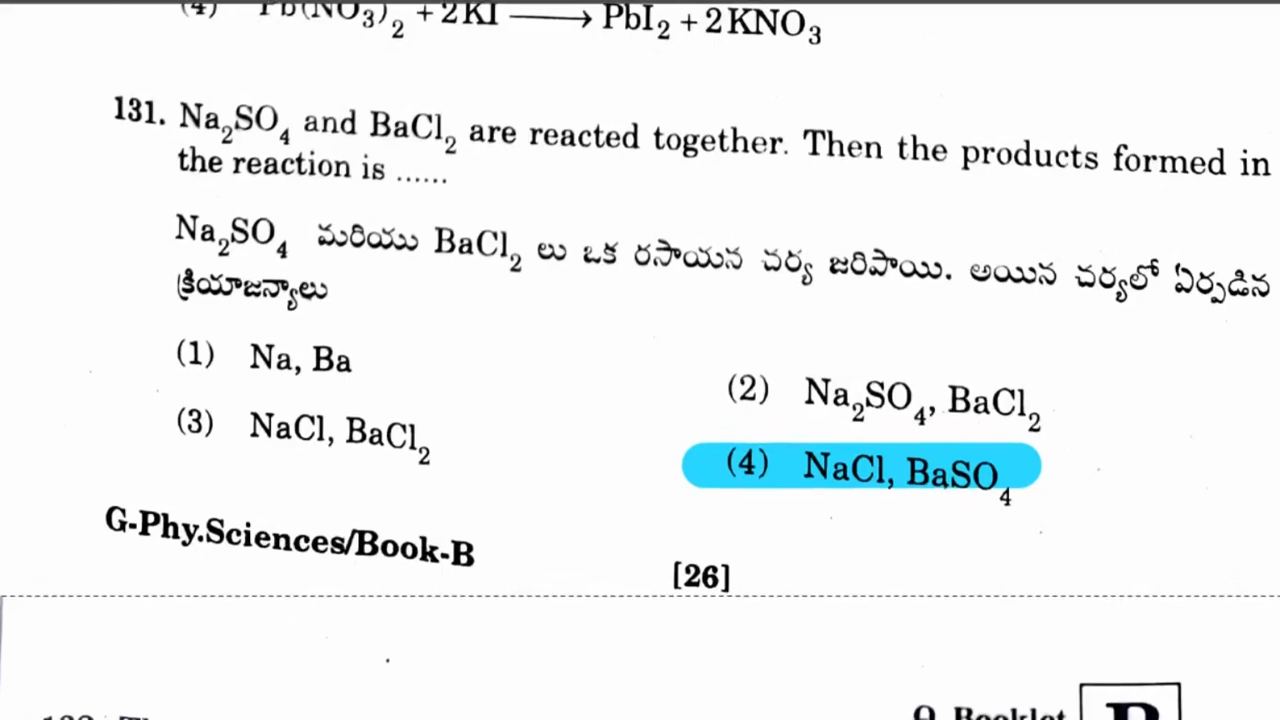 (4) Pb(NO₃)₂ + 2KI ⟶ PbI₂ + 2KNO₃
131. Na₂SO₄ and BaCl₂ are reacted together. Then the products formed in
the reaction is ......
Na₂SO₄ మరియు BaCl₂ లు ఒక రసాయన చర్య జరిపాయి. అయిన చర్యలో ఏర్పడిన
క్రియాజన్యాలు
(1) Na, Ba
(2) Na₂SO₄, BaCl₂
(3) NaCl, BaCl₂
(4) NaCl, BaSO₄
G-Phy.Sciences/Book-B
[26]
Q. Booklet B